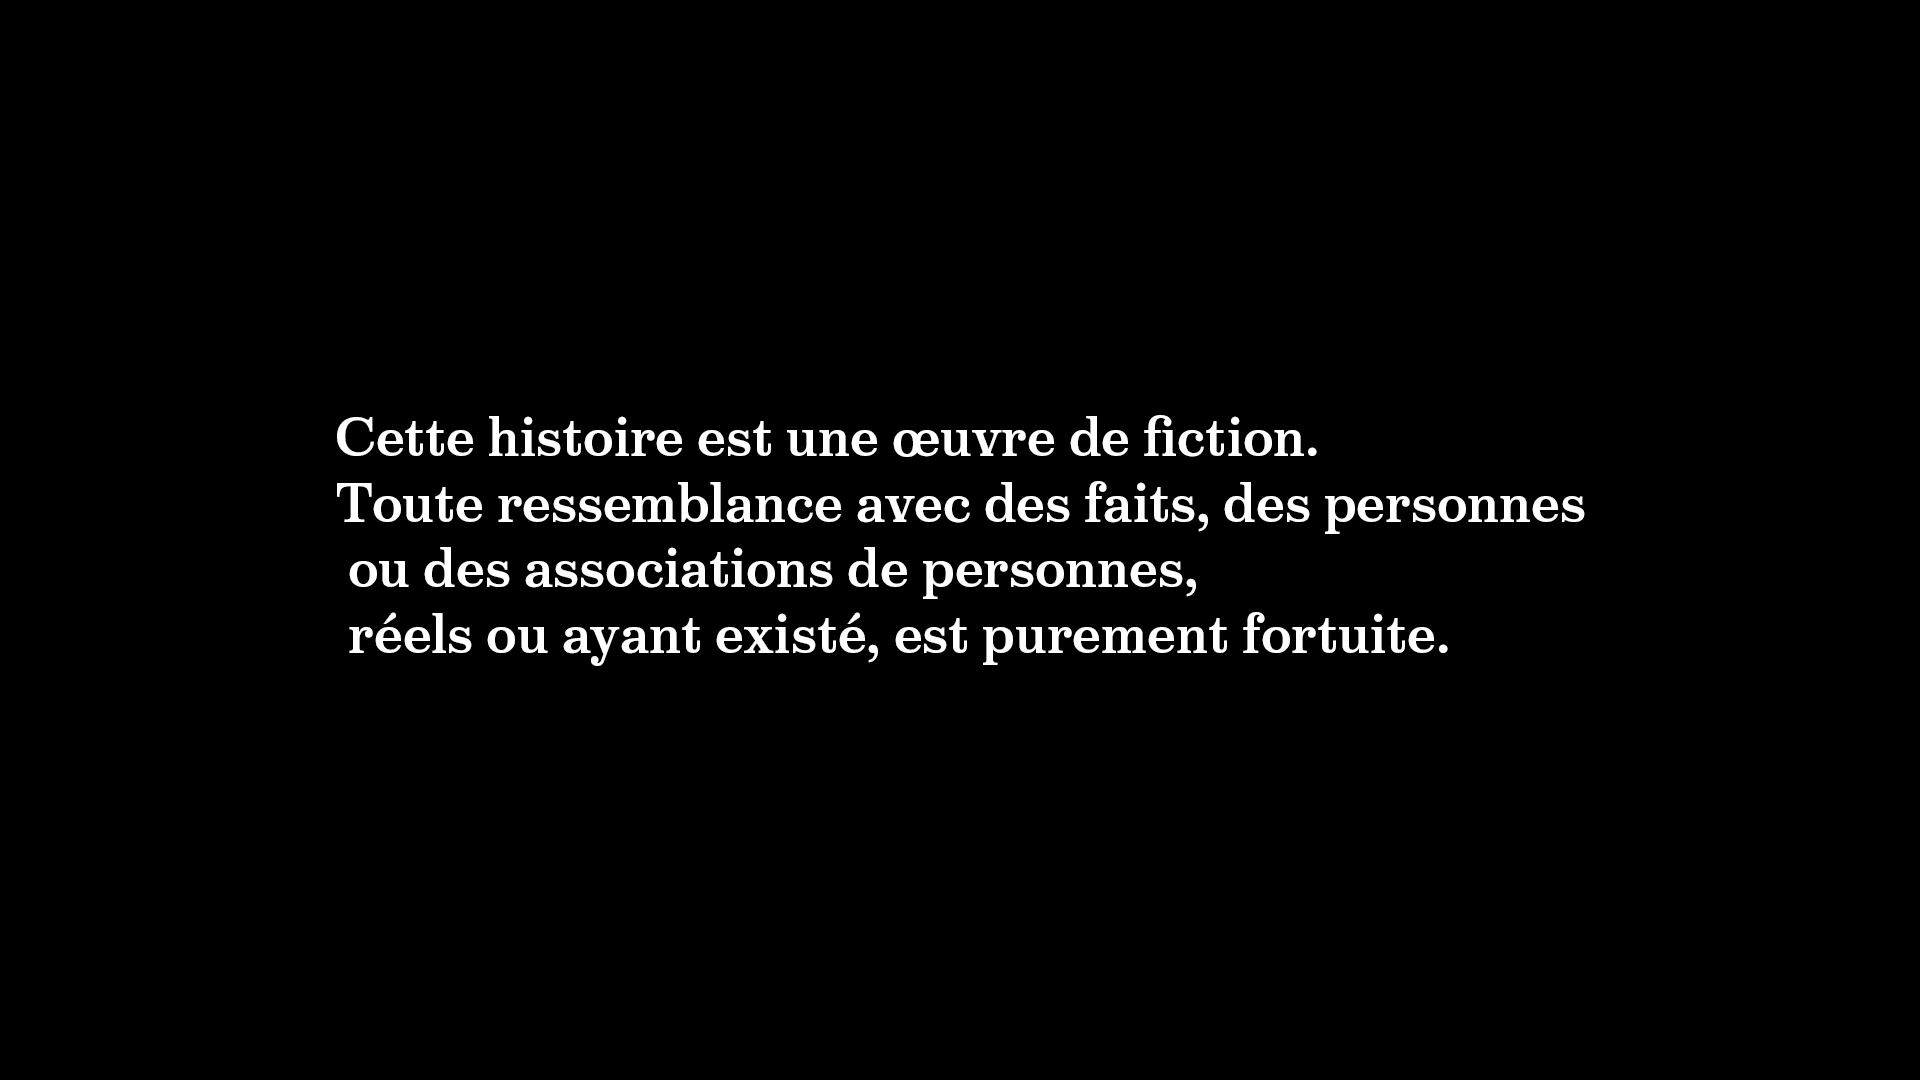 Cette histoire est une œuvre de fiction.
Toute ressemblance avec des faits, des personnes
ou des associations de personnes,
réels ou ayant existé, est purement fortuite.